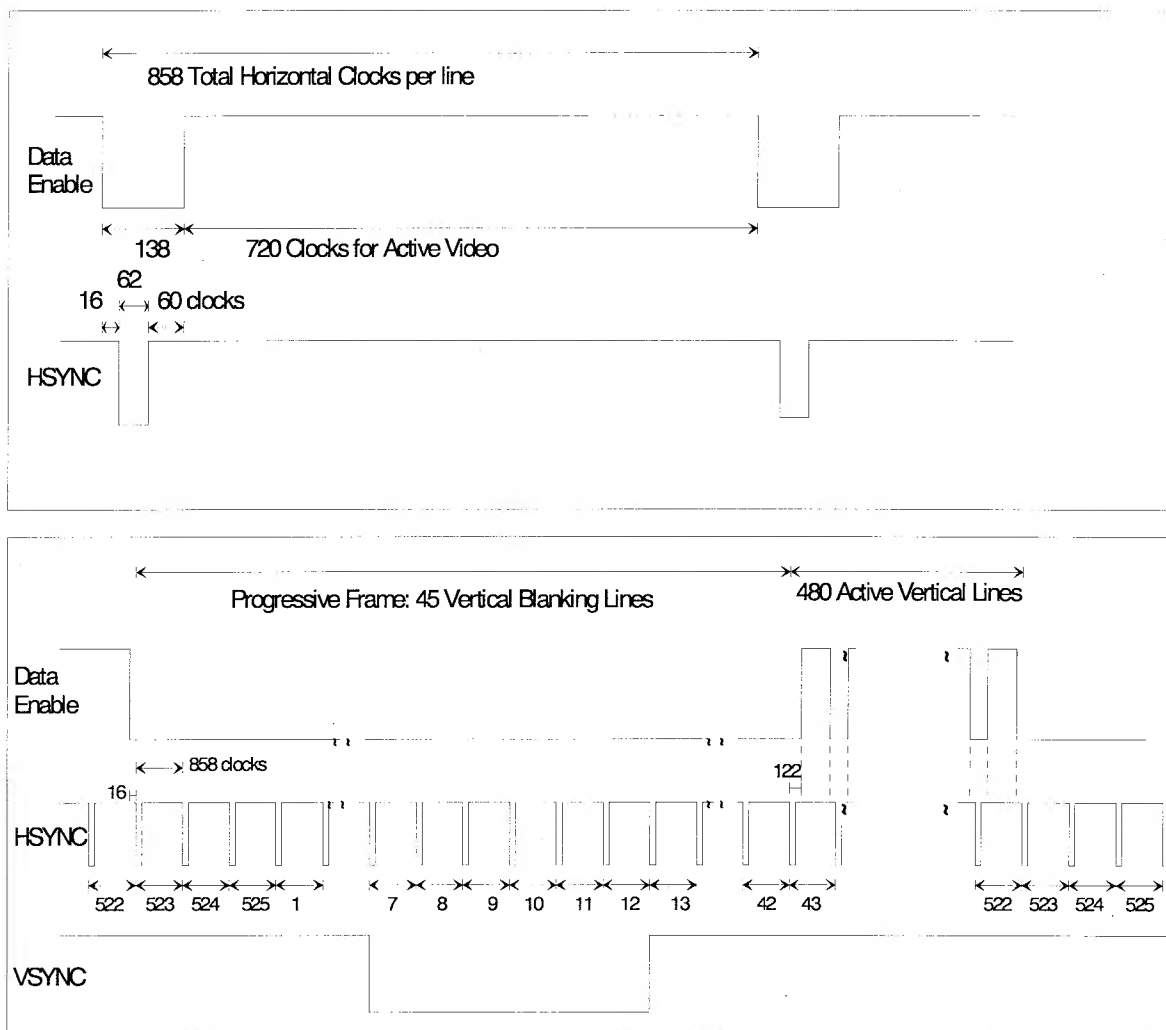 858 Total Horizontal Clocks per line
Data
Enable
138
720 Clocks for Active Video
62
16
60 clocks
HSYNC
Progressive Frame: 45 Vertical Blanking Lines
480 Active Vertical Lines
Data
Enable
858 clocks
122
16
HSYNC
522 523 524 525 1 7 8 9 10 11 12 13 42 43 522 523 524 525
VSYNC